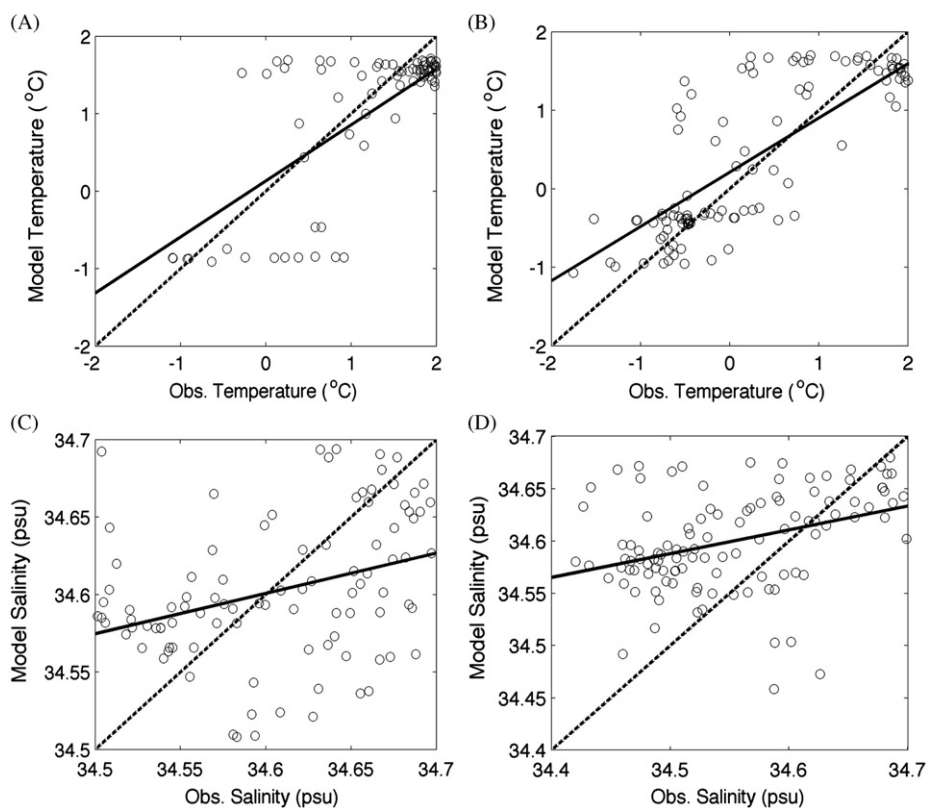 (A)
2
1
0
-1
-2
Model Temperature ( °C)
-2 -1 0 1 2
Obs. Temperature ( °C)
(B)
2
1
0
-1
-2
Model Temperature ( °C)
-2 -1 0 1 2
Obs. Temperature ( °C)
(C)
34.7
34.65
34.6
34.55
34.5
Model Salinity (psu)
34.5 34.55 34.6 34.65 34.7
Obs. Salinity (psu)
(D)
34.7
34.65
34.6
34.55
34.5
34.45
34.4
Model Salinity (psu)
34.4 34.5 34.6 34.7
Obs. Salinity (psu)